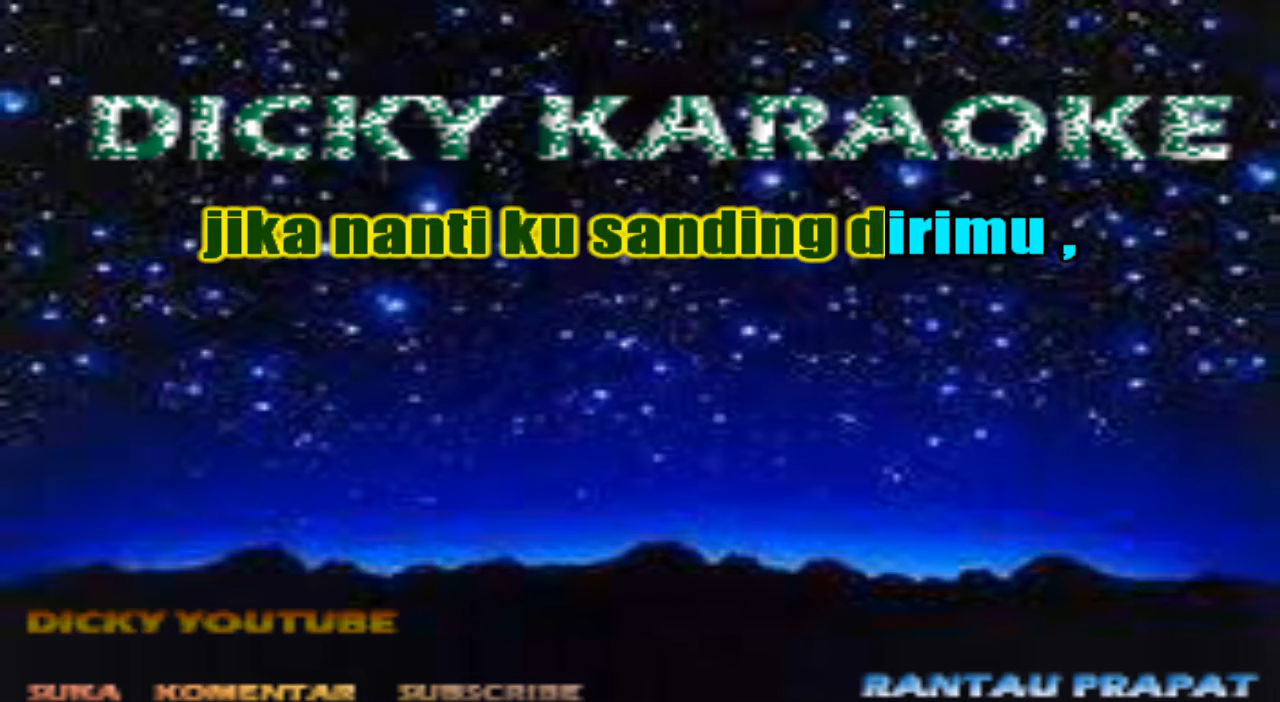 DICKY KARAOKE
jika nanti ku sanding dirimu ,
DICKY YOUTUBE
SUKA KOMENTAR SUBSCRIBE
RANTAU PRAPAT